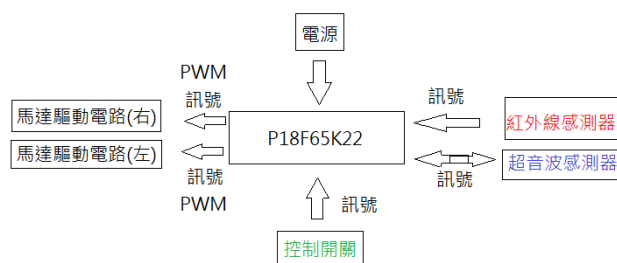 電源
PWM
訊號
訊號
馬達驅動電路(右)
P18F65K22
紅外線感測器
馬達驅動電路(左)
超音波感測器
訊號
訊號
PWM
訊號
控制開關